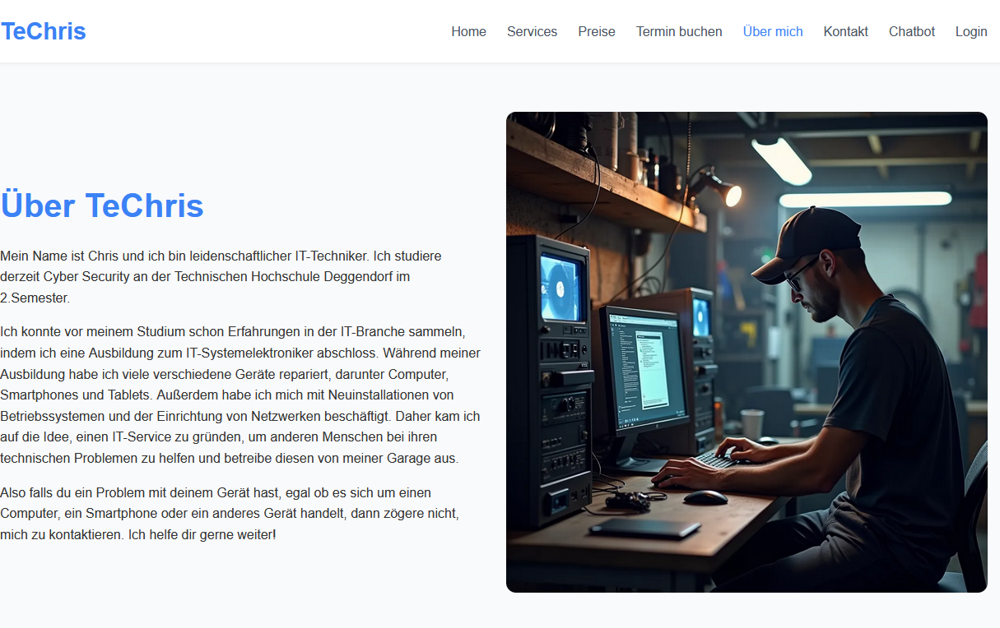 TeChris
Home Services Preise Termin buchen Über mich Kontakt Chatbot Login
Über TeChris
Mein Name ist Chris und ich bin leidenschaftlicher IT-Techniker. Ich studiere
derzeit Cyber Security an der Technischen Hochschule Deggendorf im
2.Semester.
Ich konnte vor meinem Studium schon Erfahrungen in der IT-Branche sammeln,
indem ich eine Ausbildung zum IT-Systemelektroniker abschloss. Während meiner
Ausbildung habe ich viele verschiedene Geräte repariert, darunter Computer,
Smartphones und Tablets. Außerdem habe ich mich mit Neuinstallationen von
Betriebssystemen und der Einrichtung von Netzwerken beschäftigt. Daher kam ich
auf die Idee, einen IT-Service zu gründen, um anderen Menschen bei ihren
technischen Problemen zu helfen und betreibe diesen von meiner Garage aus.
Also falls du ein Problem mit deinem Gerät hast, egal ob es sich um einen
Computer, ein Smartphone oder ein anderes Gerät handelt, dann zögere nicht,
mich zu kontaktieren. Ich helfe dir gerne weiter!